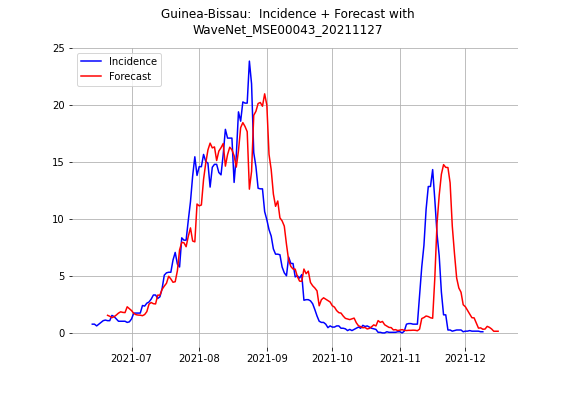 Guinea-Bissau:  Incidence + Forecast with
WaveNet_MSE00043_20211127
Incidence
Forecast
25
20
15
10
5
0
2021-07 2021-08 2021-09 2021-10 2021-11 2021-12